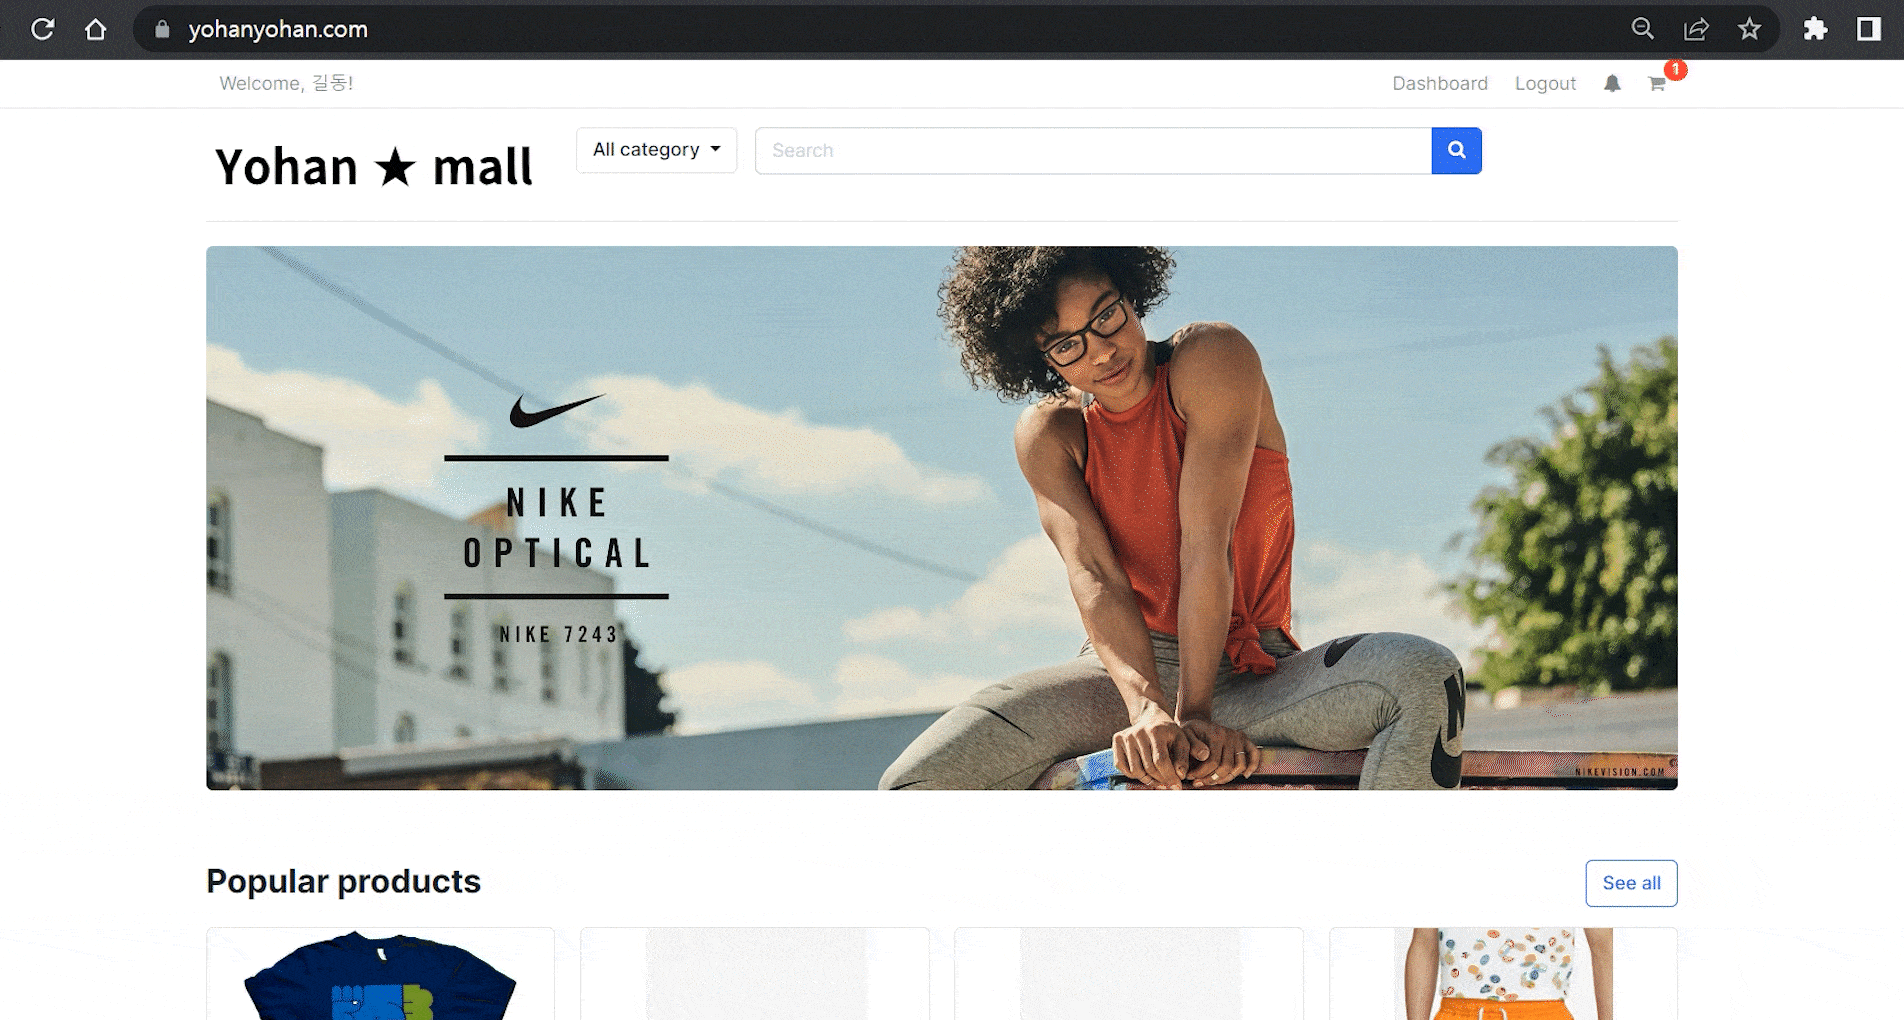 yohanyohan.com
Welcome, 길동!
Dashboard
Logout
1
Yohan ★ mall
All category
Search
NIKE
OPTICAL
NIKE 7243
NIKEVISION.COM
Popular products
See all